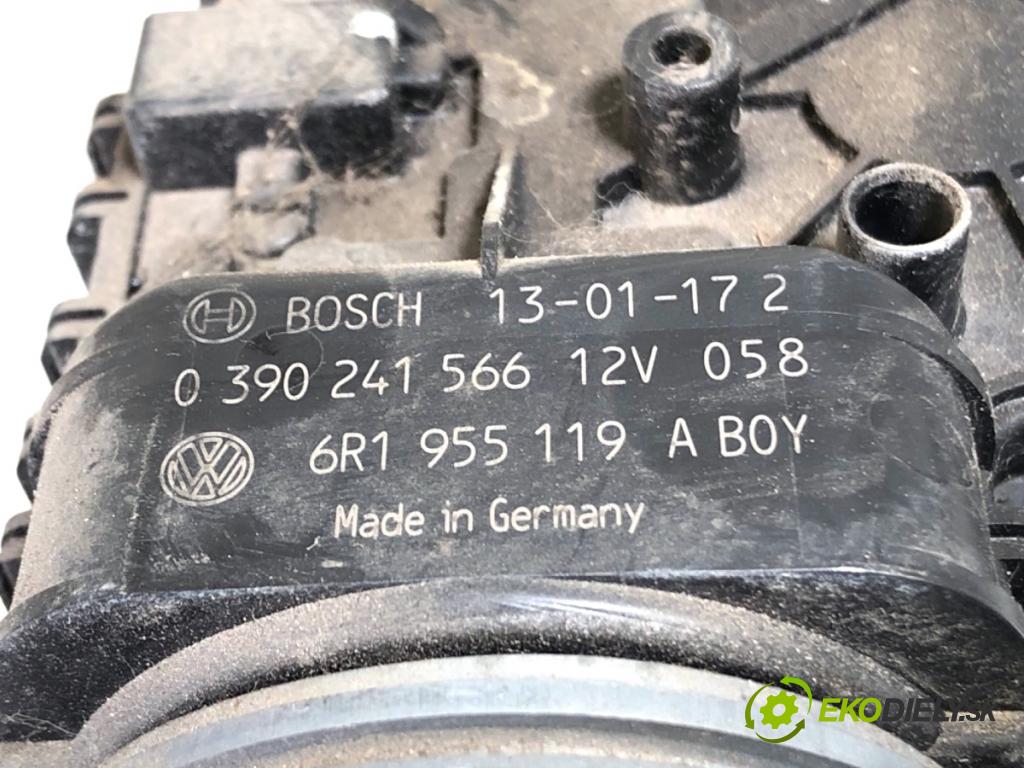 BOSCH 13-01-17 2
0 390 241 566 12V 058
6R1 955 119 A BOY
Made in Germany
EKODIELY.SK